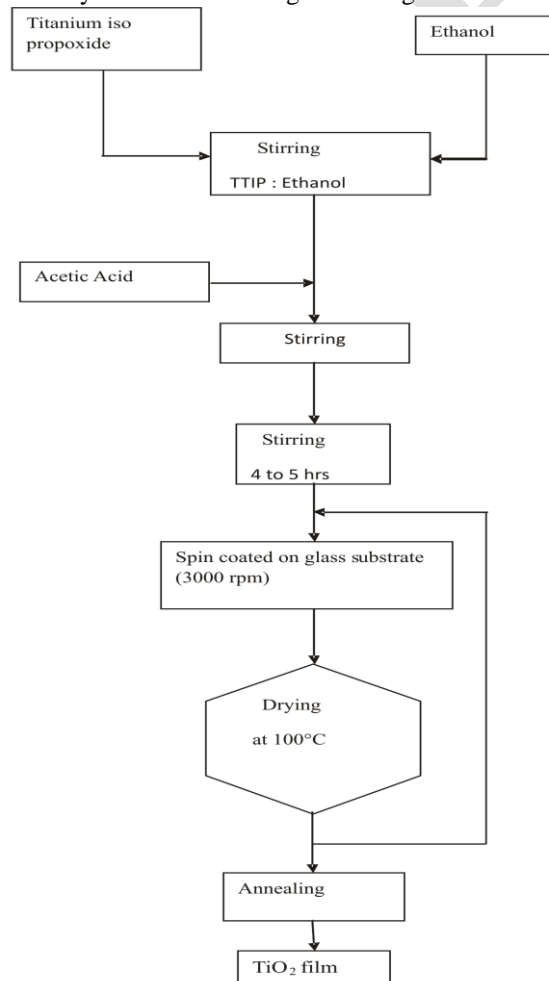 Titanium iso
propoxide
Ethanol
Stirring
TTIP : Ethanol
Acetic Acid
Stirring
Stirring
4 to 5 hrs
Spin coated on glass substrate
(3000 rpm)
Drying
at 100°C
Annealing
TiO₂ film